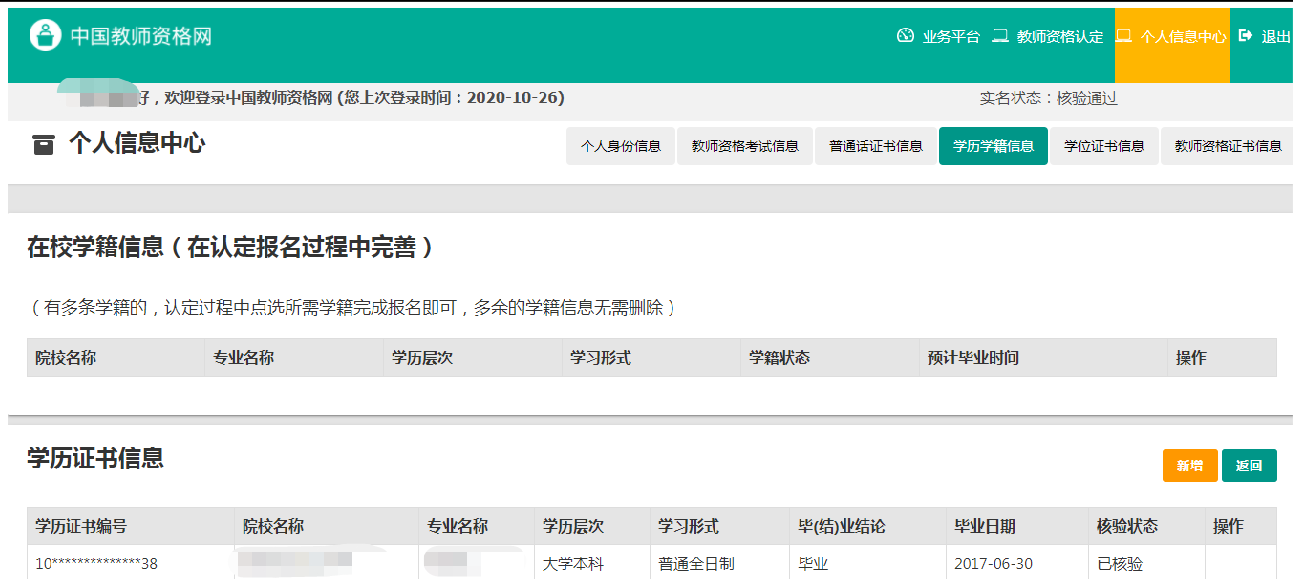 中国教师资格网 业务平台 教师资格认定 个人信息中心 退出
好，欢迎登录中国教师资格网 (您上次登录时间：2020-10-26) 实名状态：核验通过
个人信息中心 个人身份信息 教师资格考试信息 普通话证书信息 学历学籍信息 学位证书信息 教师资格证书信息
在校学籍信息（在认定报名过程中完善）
（有多条学籍的，认定过程中点选所需学籍完成报名即可，多余的学籍信息无需删除）
院校名称 专业名称 学历层次 学习形式 学籍状态 预计毕业时间 操作
学历证书信息 新增 返回
学历证书编号 院校名称 专业名称 学历层次 学习形式 毕(结)业结论 毕业日期 核验状态 操作
10**************38 大学本科 普通全日制 毕业 2017-06-30 已核验